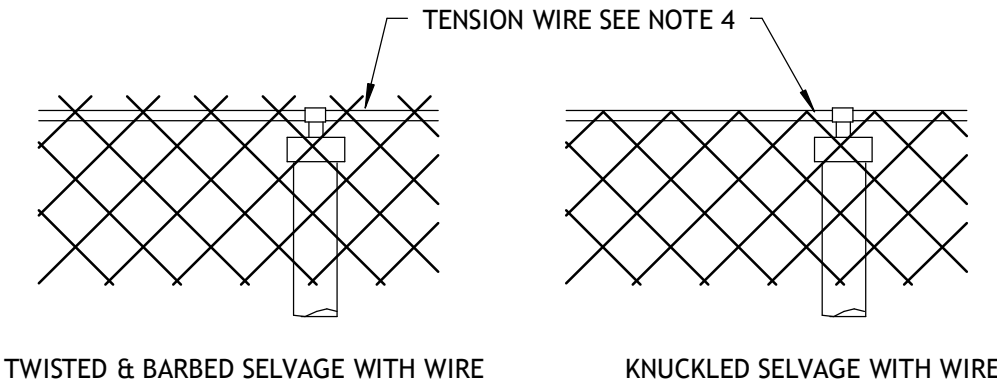 TENSION WIRE SEE NOTE 4
TWISTED & BARBED SELVAGE WITH WIRE
KNUCKLED SELVAGE WITH WIRE